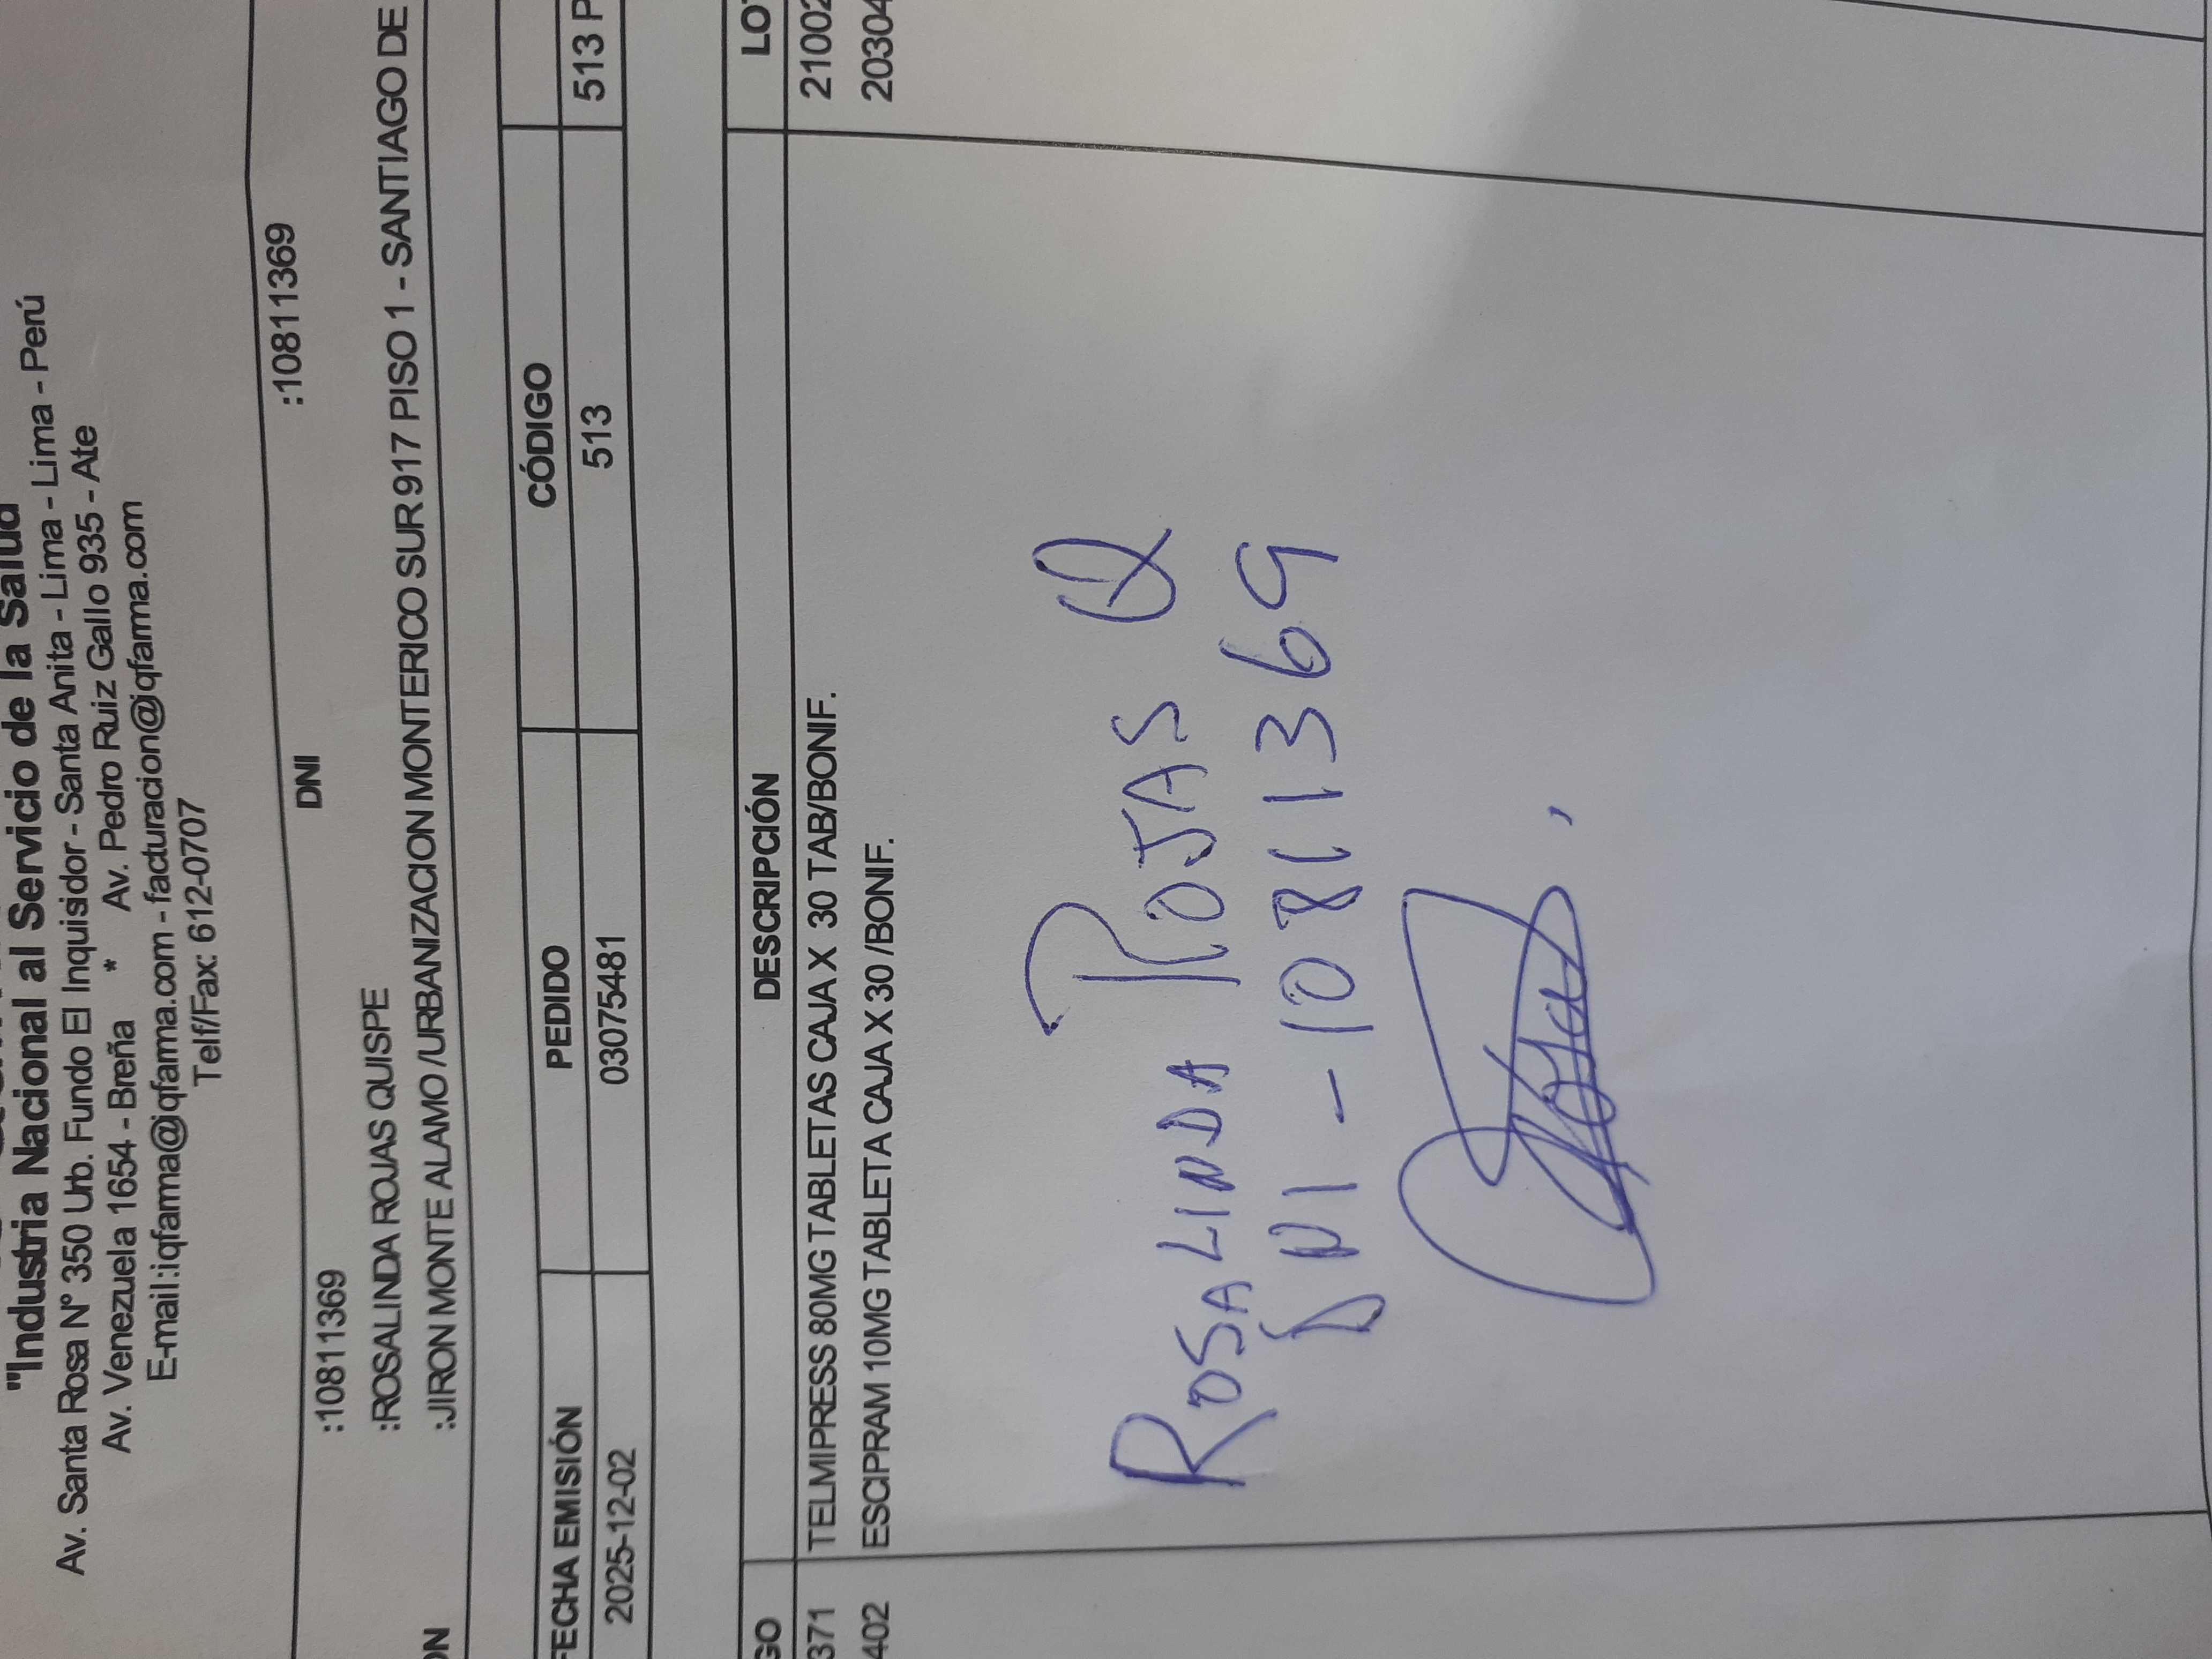 "Industria Nacional al Servicio de la Salud
Av. Santa Rosa N° 350 Urb. Fundo El Inquisidor - Santa Anita - Lima - Lima - Perú
Av. Venezuela 1654 - Breña * Av. Pedro Ruiz Gallo 935 - Ate
E-mail:iqfarma@iqfarma.com - facturacion@iqfarma.com
Telf/Fax: 612-0707
:10811369 DNI :10811369
:ROSALINDA ROJAS QUISPE
ON :JIRON MONTE ALAMO /URBANIZACION MONTERICO SUR 917 PISO 1 - SANTIAGO DE
FECHA EMISIÓN PEDIDO CÓDIGO
2025-12-02 03075481 513 513 P
GO DESCRIPCIÓN LOT
371 TELMIPRESS 80MG TABLETAS CAJA X 30 TAB/BONIF. 21002
402 ESCIPRAM 10MG TABLETA CAJA X 30 /BONIF. 20304
ROSALINDA ROJAS Q
DNI - 10811369